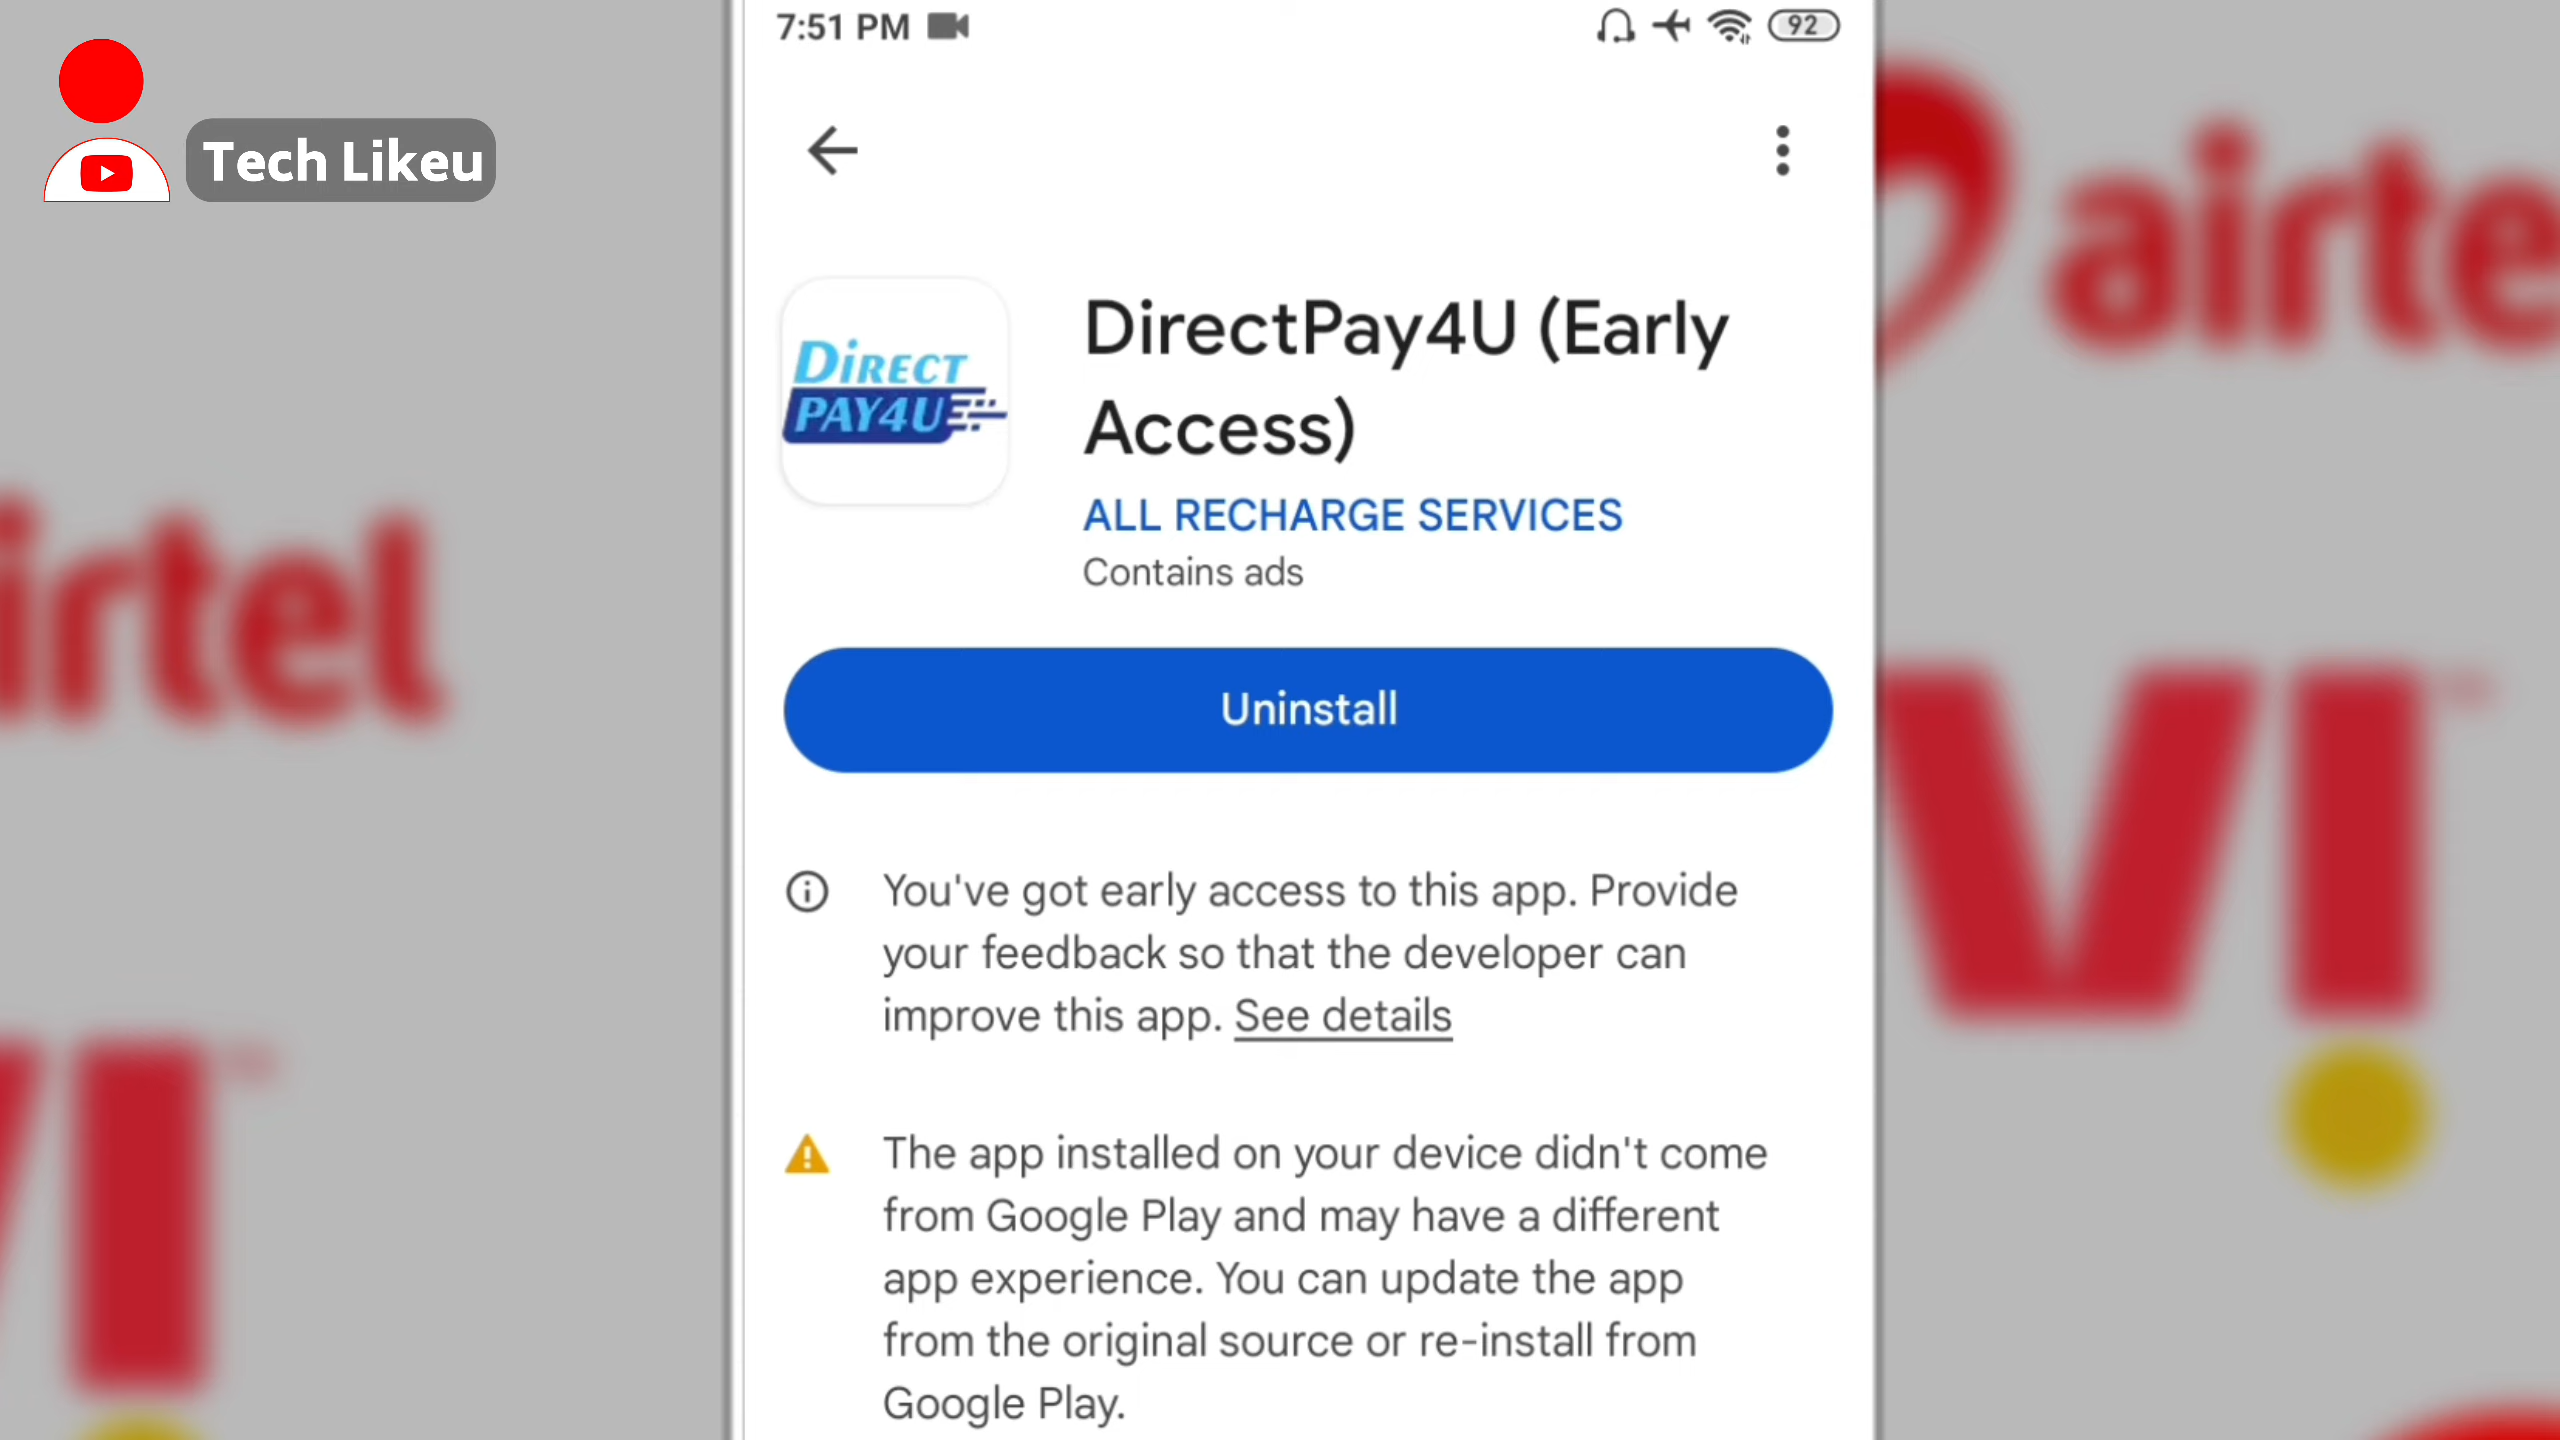 7:51 PM
92
Tech Likeu
airte
DirectPay4U (Early
Access)
DIRECT
PAY4U
ALL RECHARGE SERVICES
Contains ads
irtel
Uninstall
VI
You've got early access to this app. Provide
your feedback so that the developer can
improve this app. See details
The app installed on your device didn't come
from Google Play and may have a different
app experience. You can update the app
from the original source or re-install from
Google Play.